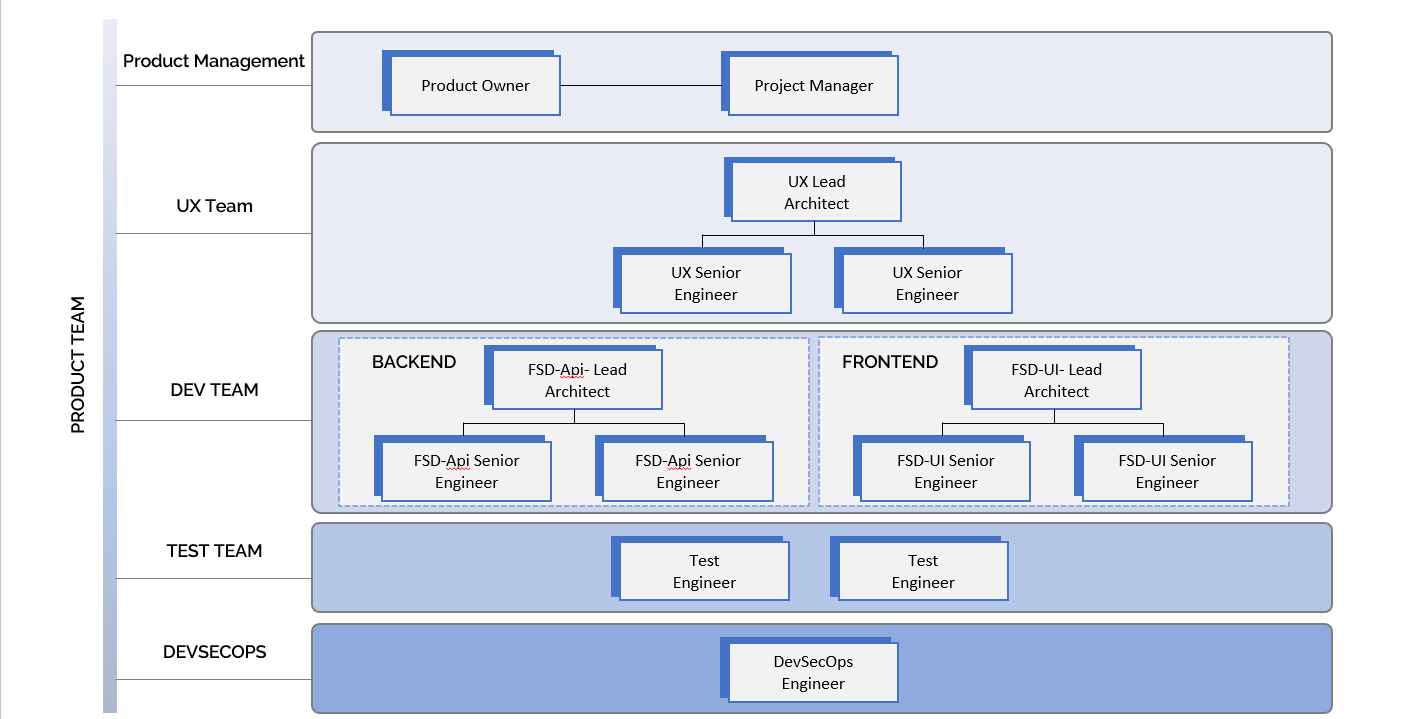 PRODUCT TEAM
Product Management
Product Owner
Project Manager
UX Team
UX Lead
Architect
UX Senior
Engineer
UX Senior
Engineer
DEV TEAM
BACKEND
FSD-Api- Lead
Architect
FSD-Api Senior
Engineer
FSD-Api Senior
Engineer
FRONTEND
FSD-UI- Lead
Architect
FSD-UI Senior
Engineer
FSD-UI Senior
Engineer
TEST TEAM
Test
Engineer
Test
Engineer
DEVSECOPS
DevSecOps
Engineer